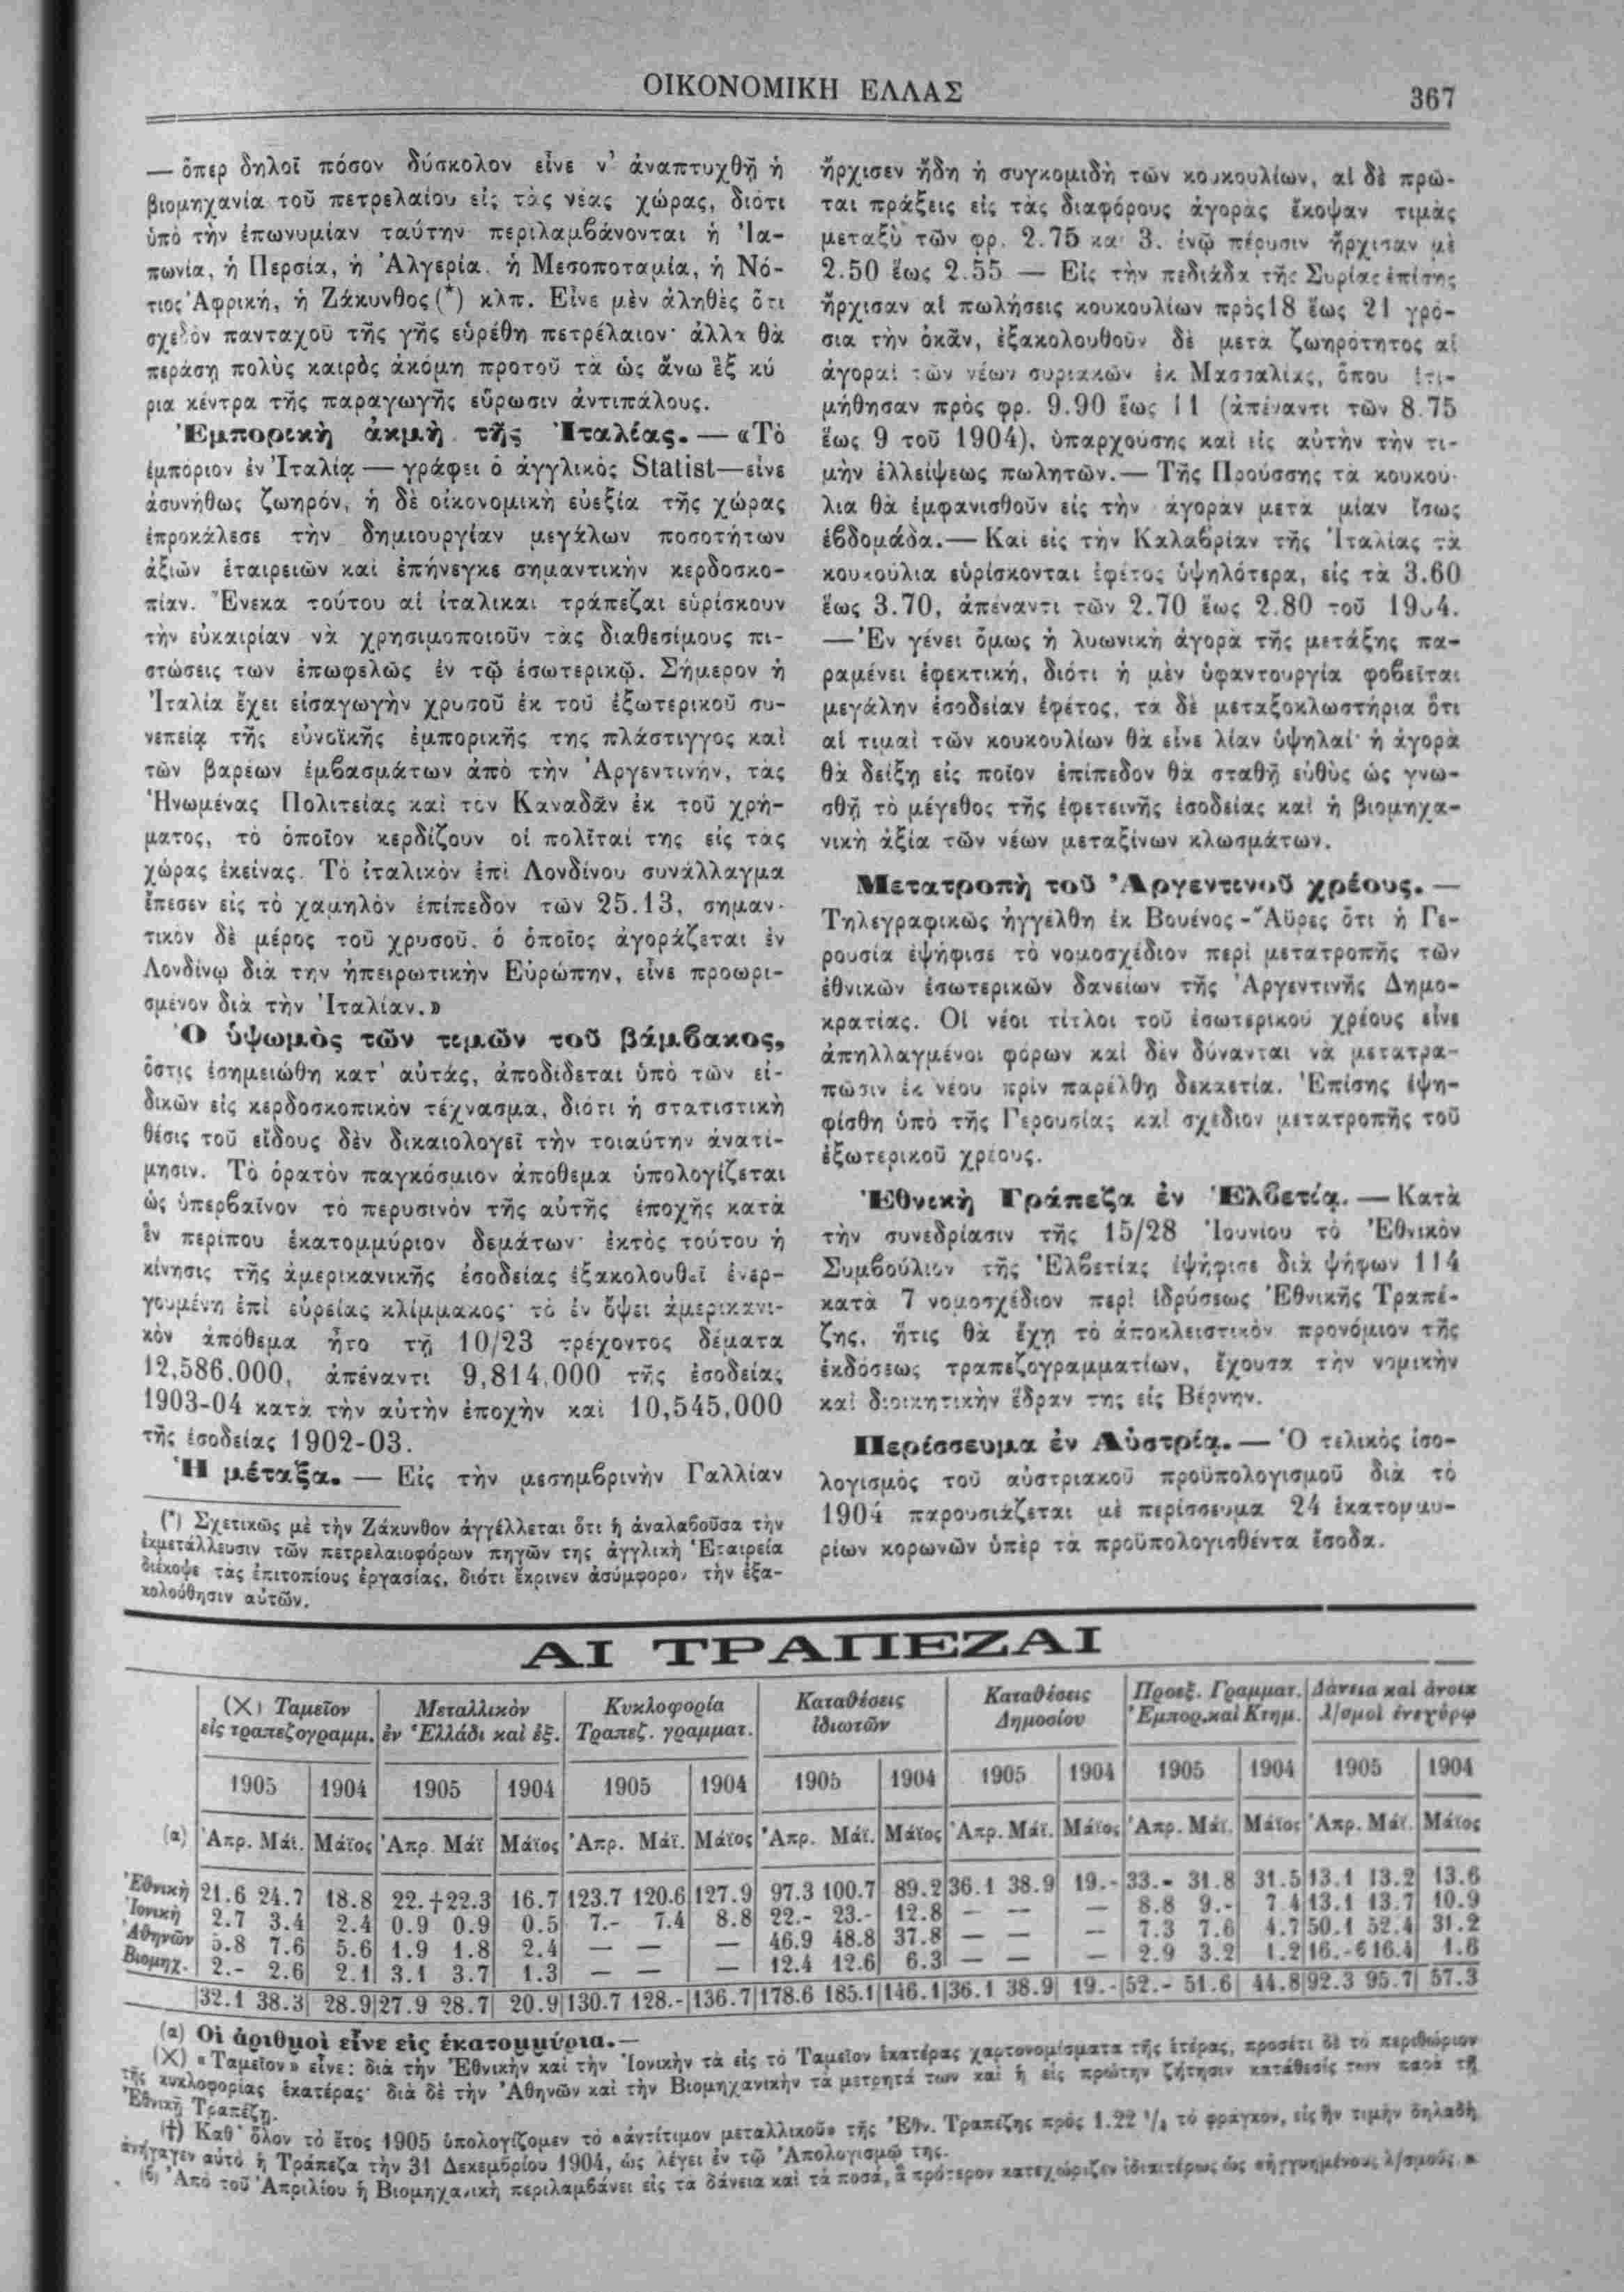 ΟΙΚΟΝΟΜΙΚΗ ΕΛΛΑΣ
367
— ὅπερ δηλοῖ πόσον δύσκολον εἶνε ν' ἀναπτυχθῇ ἡ
βιομηχανία τοῦ πετρελαίου εἰς τὰς νέας χώρας, διότι
ὑπὸ τὴν ἐπωνυμίαν ταύτην περιλαμβάνονται ἡ Ἰα-
πωνία, ἡ Περσία, ἡ Ἀλγερία, ἡ Μεσοποταμία, ἡ Νό-
τιος Ἀφρική, ἡ Ζάκυνθος (*) κλπ. Εἶνε μὲν ἀληθὲς ὅτι
σχεδὸν πανταχοῦ τῆς γῆς εὑρέθη πετρέλαιον· ἀλλὰ θὰ
περάσῃ πολὺς καιρὸς ἀκόμη προτοῦ τὰ ὡς ἄνω ἓξ κύ
ρια κέντρα τῆς παραγωγῆς εὕρωσιν ἀντιπάλους.
Ἐμπορικὴ ἀκμὴ τῆς Ἰταλίας. — «Τὸ
ἐμπόριον ἐν Ἰταλίᾳ — γράφει ὁ ἀγγλικὸς Statist—εἶνε
ἀσυνήθως ζωηρόν, ἡ δὲ οἰκονομικὴ εὐεξία τῆς χώρας
ἐπροκάλεσε τὴν δημιουργίαν μεγάλων ποσοτήτων
ἀξιῶν ἑταιρειῶν καὶ ἐπήνεγκε σημαντικὴν κερδοσκο-
πίαν. Ἕνεκα τούτου αἱ ἰταλικαὶ τράπεζαι εὑρίσκουν
τὴν εὐκαιρίαν νὰ χρησιμοποιοῦν τὰς διαθεσίμους πι-
στώσεις των ἐπωφελῶς ἐν τῷ ἐσωτερικῷ. Σήμερον ἡ
Ἰταλία ἔχει εἰσαγωγὴν χρυσοῦ ἐκ τοῦ ἐξωτερικοῦ συ-
νεπείᾳ τῆς εὐνοϊκῆς ἐμπορικῆς της πλάστιγγος καὶ
τῶν βαρέων ἐμβασμάτων ἀπὸ τὴν Ἀργεντινήν, τὰς
Ἡνωμένας Πολιτείας καὶ τὸν Καναδᾶν ἐκ τοῦ χρή-
ματος, τὸ ὁποῖον κερδίζουν οἱ πολῖταί της εἰς τὰς
χώρας ἐκείνας. Τὸ ἰταλικὸν ἐπὶ Λονδίνου συνάλλαγμα
ἔπεσεν εἰς τὸ χαμηλὸν ἐπίπεδον τῶν 25.13, σημαν-
τικὸν δὲ μέρος τοῦ χρυσοῦ, ὁ ὁποῖος ἀγοράζεται ἐν
Λονδίνῳ διὰ τὴν ἠπειρωτικὴν Εὐρώπην, εἶνε προωρι-
σμένον διὰ τὴν Ἰταλίαν.»
Ὁ ὑψωμὸς τῶν τιμῶν τοῦ βάμβακος,
ὅστις ἐσημειώθη κατ' αὐτάς, ἀποδίδεται ὑπὸ τῶν εἰ-
δικῶν εἰς κερδοσκοπικὸν τέχνασμα, διότι ἡ στατιστικὴ
θέσις τοῦ εἴδους δὲν δικαιολογεῖ τὴν τοιαύτην ἀνατί-
μησιν. Τὸ ὁρατὸν παγκόσμιον ἀπόθεμα ὑπολογίζεται
ὡς ὑπερβαῖνον τὸ περυσινὸν τῆς αὐτῆς ἐποχῆς κατὰ
ἓν περίπου ἑκατομμύριον δεμάτων· ἐκτὸς τούτου ἡ
κίνησις τῆς ἀμερικανικῆς ἐσοδείας ἐξακολουθεῖ ἐνερ-
γουμένη ἐπὶ εὐρείας κλίμμακος· τὸ ἐν ὄψει ἀμερικανι-
κὸν ἀπόθεμα ἦτο τῇ 10/23 τρέχοντος δέματα
12,586,000, ἀπέναντι 9,814,000 τῆς ἐσοδείας
1903-04 κατὰ τὴν αὐτὴν ἐποχὴν καὶ 10,545,000
τῆς ἐσοδείας 1902-03.
Ἡ μέταξα. — Εἰς τὴν μεσημβρινὴν Γαλλίαν
(*) Σχετικῶς μὲ τὴν Ζάκυνθον ἀγγέλλεται ὅτι ἡ ἀναλαβοῦσα τὴν
ἐκμετάλλευσιν τῶν πετρελαιοφόρων πηγῶν της ἀγγλικὴ Ἑταιρεία
διέκοψε τὰς ἐπιτοπίους ἐργασίας, διότι ἔκρινεν ἀσύμφορον τὴν ἐξα-
κολούθησιν αὐτῶν.
ἤρχισεν ἤδη ἡ συγκομιδὴ τῶν κουκουλίων, αἱ δὲ πρῶ-
ται πράξεις εἰς τὰς διαφόρους ἀγορὰς ἔκοψαν τιμὰς
μεταξὺ τῶν φρ. 2.75 καὶ 3. ἐνῷ πέρυσιν ἤρχισαν μὲ
2.50 ἕως 2.55 — Εἰς τὴν πεδιάδα τῆς Συρίας ἐπίσης
ἤρχισαν αἱ πωλήσεις κουκουλίων πρὸς 18 ἕως 21 γρό-
σια τὴν ὀκᾶν, ἐξακολουθοῦν δὲ μετὰ ζωηρότητος αἱ
ἀγοραὶ τῶν νέων συριακῶν ἐκ Μασσαλίας, ὅπου ἐτι-
μήθησαν πρὸς φρ. 9.90 ἕως 11 (ἀπέναντι τῶν 8.75
ἕως 9 τοῦ 1904), ὑπαρχούσης καὶ εἰς αὐτὴν τὴν τι-
μὴν ἐλλείψεως πωλητῶν.— Τῆς Προύσσης τὰ κουκού-
λια θὰ ἐμφανισθοῦν εἰς τὴν ἀγορὰν μετὰ μίαν ἴσως
ἑβδομάδα.— Καὶ εἰς τὴν Καλαβρίαν τῆς Ἰταλίας τὰ
κουκούλια εὑρίσκονται ἐφέτος ὑψηλότερα, εἰς τὰ 3.60
ἕως 3.70, ἀπέναντι τῶν 2.70 ἕως 2.80 τοῦ 1904.
— Ἐν γένει ὅμως ἡ λυωνικὴ ἀγορὰ τῆς μετάξης πα-
ραμένει ἐφεκτική, διότι ἡ μὲν ὑφαντουργία φοβεῖται
μεγάλην ἐσοδείαν ἐφέτος, τὰ δὲ μεταξοκλωστήρια ὅτι
αἱ τιμαὶ τῶν κουκουλίων θὰ εἶνε λίαν ὑψηλαί· ἡ ἀγορὰ
θὰ δείξῃ εἰς ποῖον ἐπίπεδον θὰ σταθῇ εὐθὺς ὡς γνω-
σθῇ τὸ μέγεθος τῆς ἐφετεινῆς ἐσοδείας καὶ ἡ βιομηχα-
νικὴ ἀξία τῶν νέων μεταξίνων κλωσμάτων.
Μετατροπὴ τοῦ Ἀργεντινοῦ χρέους. —
Τηλεγραφικῶς ἠγγέλθη ἐκ Βουένος - Ἄϋρες ὅτι ἡ Γε-
ρουσία ἐψήφισε τὸ νομοσχέδιον περὶ μετατροπῆς τῶν
ἐθνικῶν ἐσωτερικῶν δανείων τῆς Ἀργεντινῆς Δημο-
κρατίας. Οἱ νέοι τίτλοι τοῦ ἐσωτερικοῦ χρέους εἶνε
ἀπηλλαγμένοι φόρων καὶ δὲν δύνανται νὰ μετατρα-
πῶσιν ἐκ νέου πρὶν παρέλθῃ δεκαετία. Ἐπίσης ἐψη-
φίσθη ὑπὸ τῆς Γερουσίας καὶ σχέδιον μετατροπῆς τοῦ
ἐξωτερικοῦ χρέους.
Ἐθνικὴ Τράπεζα ἐν Ἑλβετίᾳ. — Κατὰ
τὴν συνεδρίασιν τῆς 15/28 Ἰουνίου τὸ Ἐθνικὸν
Συμβούλιον τῆς Ἑλβετίας ἐψήφισε διὰ ψήφων 114
κατὰ 7 νομοσχέδιον περὶ ἱδρύσεως Ἐθνικῆς Τραπέ-
ζης, ἥτις θὰ ἔχῃ τὸ ἀποκλειστικὸν προνόμιον τῆς
ἐκδόσεως τραπεζογραμματίων, ἔχουσα τὴν νομικὴν
καὶ διοικητικὴν ἕδραν της εἰς Βέρνην.
Περίσσευμα ἐν Αὐστρίᾳ. — Ὁ τελικὸς ἰσο-
λογισμὸς τοῦ αὐστριακοῦ προϋπολογισμοῦ διὰ τὸ
1904 παρουσιάζεται μὲ περίσσευμα 24 ἑκατομμυ-
ρίων κορωνῶν ὑπὲρ τὰ προϋπολογισθέντα ἔσοδα.
ΑΙ ΤΡΑΠΕΖΑΙ
(Χ) Ταμεῖον Μεταλλικὸν Κυκλοφορία Καταθέσεις Καταθέσεις Προεξ. Γραμματ. Δάνεια καὶ ἀνοικ
εἰς τραπεζογραμμ. ἐν Ἑλλάδι καὶ ἐξ. Τραπεζ. γραμματ. ἰδιωτῶν Δημοσίου Ἐμπορ. καὶ Κτημ. λ/σμοὶ ἐνεχύρῳ
1905 1904 1905 1904 1905 1904 1905 1904 1905 1904 1905 1904 1905 1904
(α) Ἀπρ. Μάϊ. Μάϊος Ἀπρ. Μάϊ Μάϊος Ἀπρ. Μάϊ. Μάϊος Ἀπρ. Μάϊ. Μάϊος Ἀπρ. Μάϊ. Μάϊος Ἀπρ. Μάϊ. Μάϊος Ἀπρ. Μάϊ. Μάϊος
Ἐθνικὴ 21.6 24.7 18.8 22.†22.3 16.7 123.7 120.6 127.9 97.3 100.7 89.2 36.1 38.9 19.- 33.- 31.8 31.5 13.1 13.2 13.6
Ἰονικὴ 2.7 3.4 2.4 0.9 0.9 0.5 7.- 7.4 8.8 22.- 23.- 12.8 — — — 8.8 9.- 7 4 13.1 13.7 10.9
Ἀθηνῶν 5.8 7.6 5.6 1.9 1.8 2.4 — — — 46.9 48.8 37.8 — — — 7.3 7.6 4.7 50.1 52.4 31.2
Βιομηχ. 2.- 2.6 2.1 3.1 3.7 1.3 — — — 12.4 12.6 6.3 — — — 2.9 3.2 1.2 16.-ϐ16.4 1.6
32.1 38.3 28.9 27.9 28.7 20.9 130.7 128.- 136.7 178.6 185.1 146.1 36.1 38.9 19.- 52.- 51.6 44.8 92.3 95.7 57.3
(α) Οἱ ἀριθμοὶ εἶνε εἰς ἑκατομμύρια.—
(Χ) «Ταμεῖον» εἶνε: διὰ τὴν Ἐθνικὴν καὶ τὴν Ἰονικὴν τὰ εἰς τὸ Ταμεῖον ἑκατέρας χαρτονομίσματα τῆς ἑτέρας, προσέτι δὲ τὸ περιθώριον
τῆς κυκλοφορίας ἑκατέρας· διὰ δὲ τὴν Ἀθηνῶν καὶ τὴν Βιομηχανικὴν τὰ μετρητά των καὶ ἡ εἰς πρώτην ζήτησιν κατάθεσίς των παρὰ τῇ
Ἐθνικῇ Τραπέζῃ.
(†) Καθ' ὅλον τὸ ἔτος 1905 ὑπολογίζομεν τὸ «ἀντίτιμον μεταλλικοῦ» τῆς Ἐθν. Τραπέζης πρὸς 1.22 ½ τὸ φράγκον, εἰς ἣν τιμὴν δηλαδὴ
ἀνήγαγεν αὐτὸ ἡ Τράπεζα τὴν 31 Δεκεμβρίου 1904, ὡς λέγει ἐν τῷ Ἀπολογισμῷ της.
(ϐ) Ἀπὸ τοῦ Ἀπριλίου ἡ Βιομηχανικὴ περιλαμβάνει εἰς τὰ δάνεια καὶ τὰ ποσά, ἃ πρότερον κατεχώριζεν ἰδιαιτέρως ὡς «ἠγγυημένους λ/σμούς.»